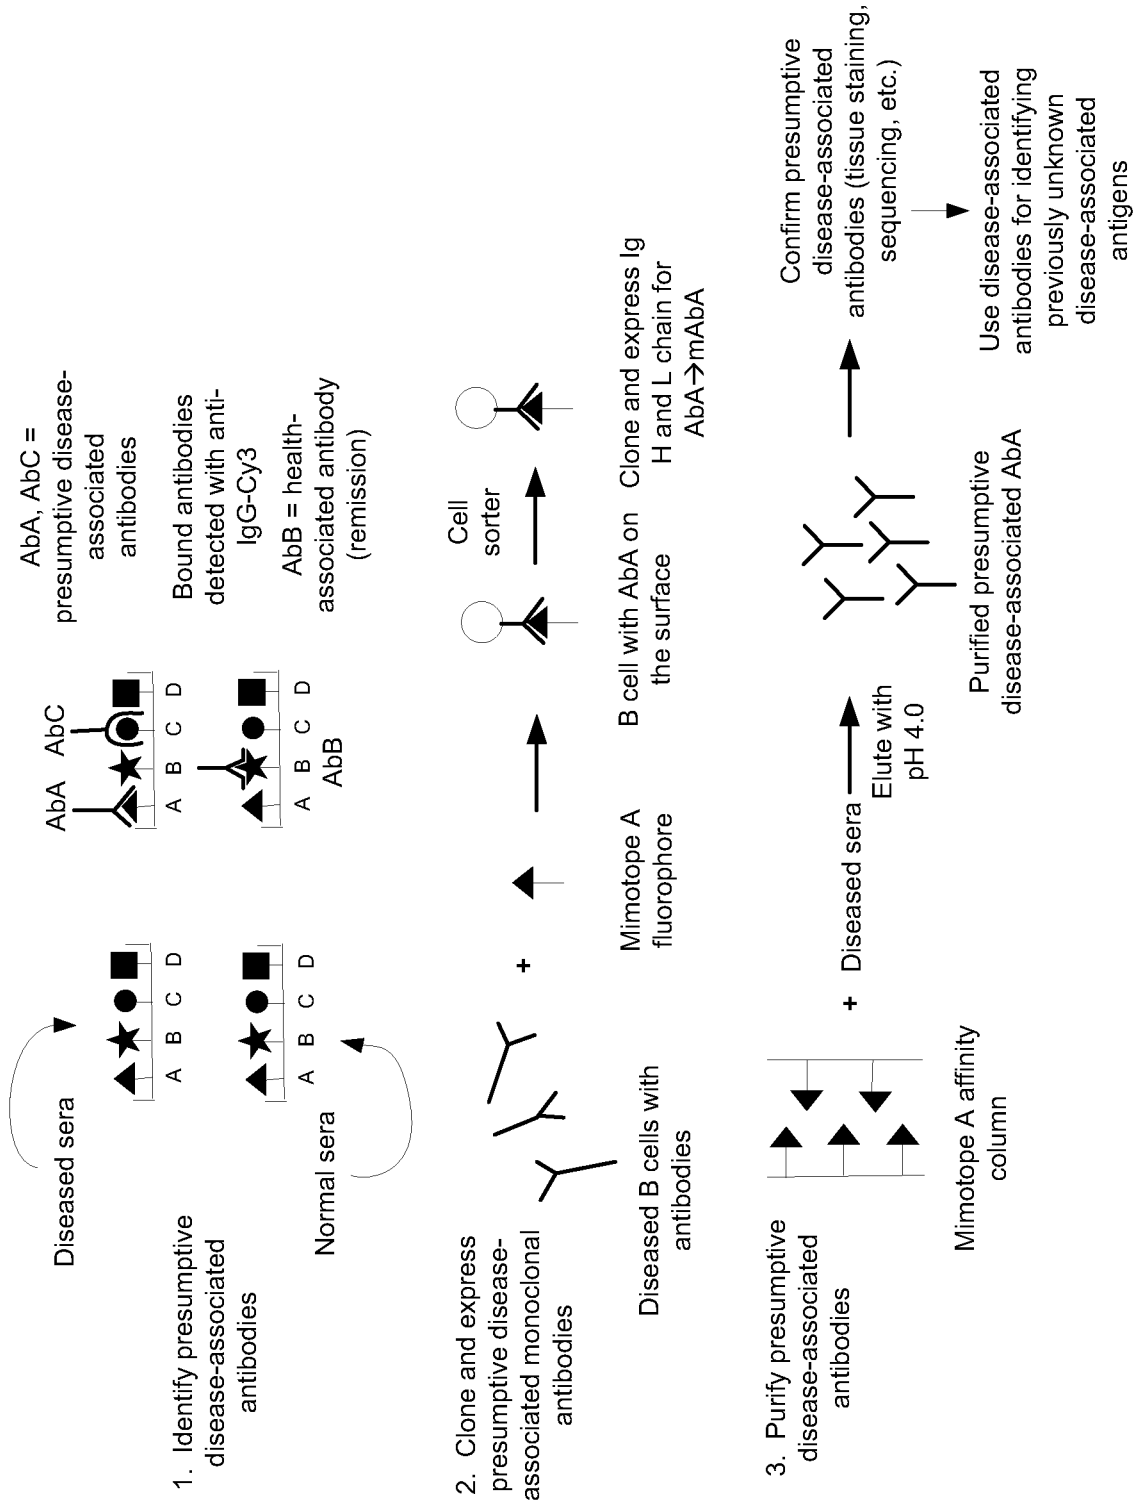 1. Identify presumptive
disease-associated
antibodies
Diseased sera
Normal sera
A B C D
A B C D
AbA AbC
A B C D
A B C D
AbB
AbA, AbC =
presumptive disease-
associated
antibodies
Bound antibodies
detected with anti-
IgG-Cy3
AbB = health-
associated antibody
(remission)
2. Clone and express
presumptive disease-
associated monoclonal
antibodies
Diseased B cells with
antibodies
+
Mimotope A
fluorophore
B cell with AbA on
the surface
Cell
sorter
Clone and express Ig
H and L chain for
AbA→mAbA
3. Purify presumptive
disease-associated
antibodies
Mimotope A affinity
column
+ Diseased sera
Elute with
pH 4.0
Purified presumptive
disease-associated AbA
Confirm presumptive
disease-associated
antibodies (tissue staining,
sequencing, etc.)
Use disease-associated
antibodies for identifying
previously unknown
disease-associated
antigens